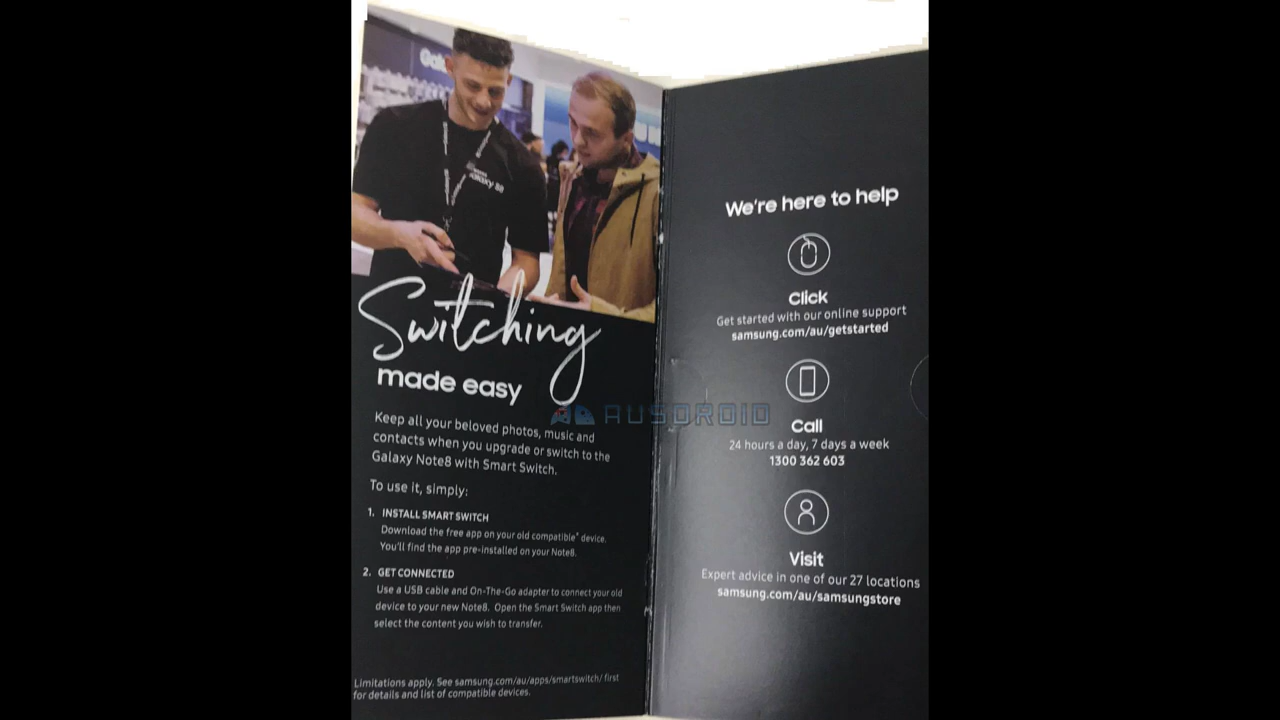 Galaxy S8
Switching
made easy
Keep all your beloved photos, music and
contacts when you upgrade or switch to the
Galaxy Note8 with Smart Switch.
To use it, simply:
1. INSTALL SMART SWITCH
Download the free app on your old compatible* device.
You'll find the app pre-installed on your Note8.
2. GET CONNECTED
Use a USB cable and On-The-Go adapter to connect your old
device to your new Note8. Open the Smart Switch app then
select the content you wish to transfer.
Limitations apply. See samsung.com/au/apps/smartswitch/ first
for details and list of compatible devices.
AUSDROID
We're here to help
Click
Get started with our online support
samsung.com/au/getstarted
Call
24 hours a day, 7 days a week
1300 362 603
Visit
Expert advice in one of our 27 locations
samsung.com/au/samsungstore